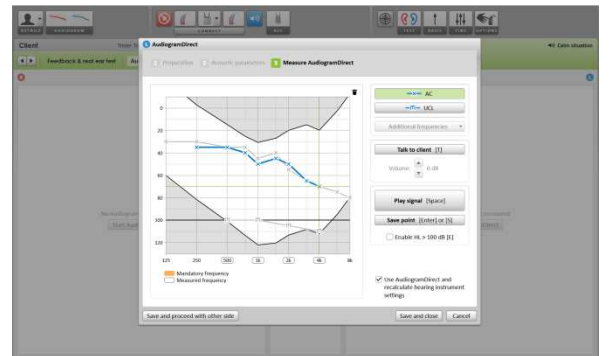 DETAILS
AUDIOGRAM
CONNECT
ALL
TEST
BASIC
FINE
OPTIONS
Client
Calm situation
Feedback & real ear test
AudiogramDirect
1 Preparation
2 Acoustic parameters
3 Measure AudiogramDirect
AC
UCL
Additional frequencies
Talk to client [T]
Volume: 0 dB
Play signal [Space]
Save point [Enter] or [S]
Enable HL > 100 dB [E]
0
20
40
60
80
100
120
125 250 500 1k 2k 4k 8k
Mandatory frequency
Measured frequency
Use AudiogramDirect and
recalculate hearing instrument
settings
Save and proceed with other side
Save and close
Cancel